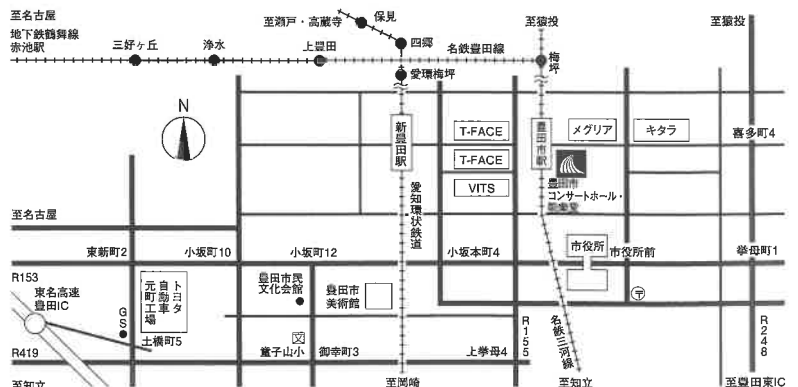 至名古屋
地下鉄鶴舞線
赤池駅
三好ヶ丘
浄水
上豊田
至瀬戸・高蔵寺
保見
四郷
名鉄豊田線
愛環梅坪
至猿投
梅坪
至猿投
N
新豊田駅
T-FACE
T-FACE
VITS
豊田市駅
メグリア
キタラ
喜多町4
豊田市
コンサートホール・
愛知環状鉄道
至名古屋
東新町2
小坂町10
小坂町12
小坂本町4
市役所
市役所前
挙母町1
R153
東名高速
豊田IC
GS
トヨタ
自動車
元町工場
土橋町5
豊田市民
文化会館
豊田市
美術館
〒
文
童子山小
御幸町3
上挙母4
R155
名鉄三河線
R248
R419
至知立
至岡崎
至知立
至豊田東IC